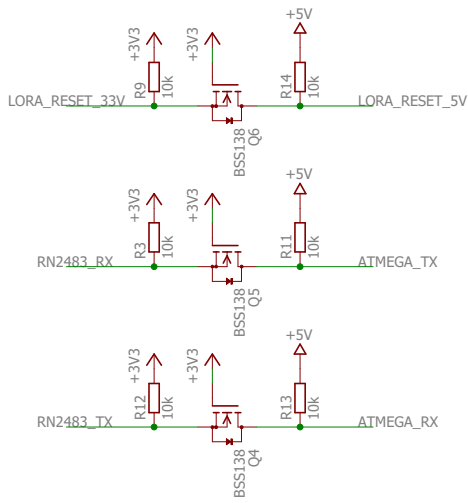 +3V3
+3V3
+5V
R9
10k
R14
10k
LORA_RESET_33V
LORA_RESET_5V
BSS138
Q6
+3V3
+3V3
+5V
R3
10k
R11
10k
RN2483_RX
ATMEGA_TX
BSS138
Q5
+3V3
+3V3
+5V
R12
10k
R13
10k
RN2483_TX
ATMEGA_RX
BSS138
Q4